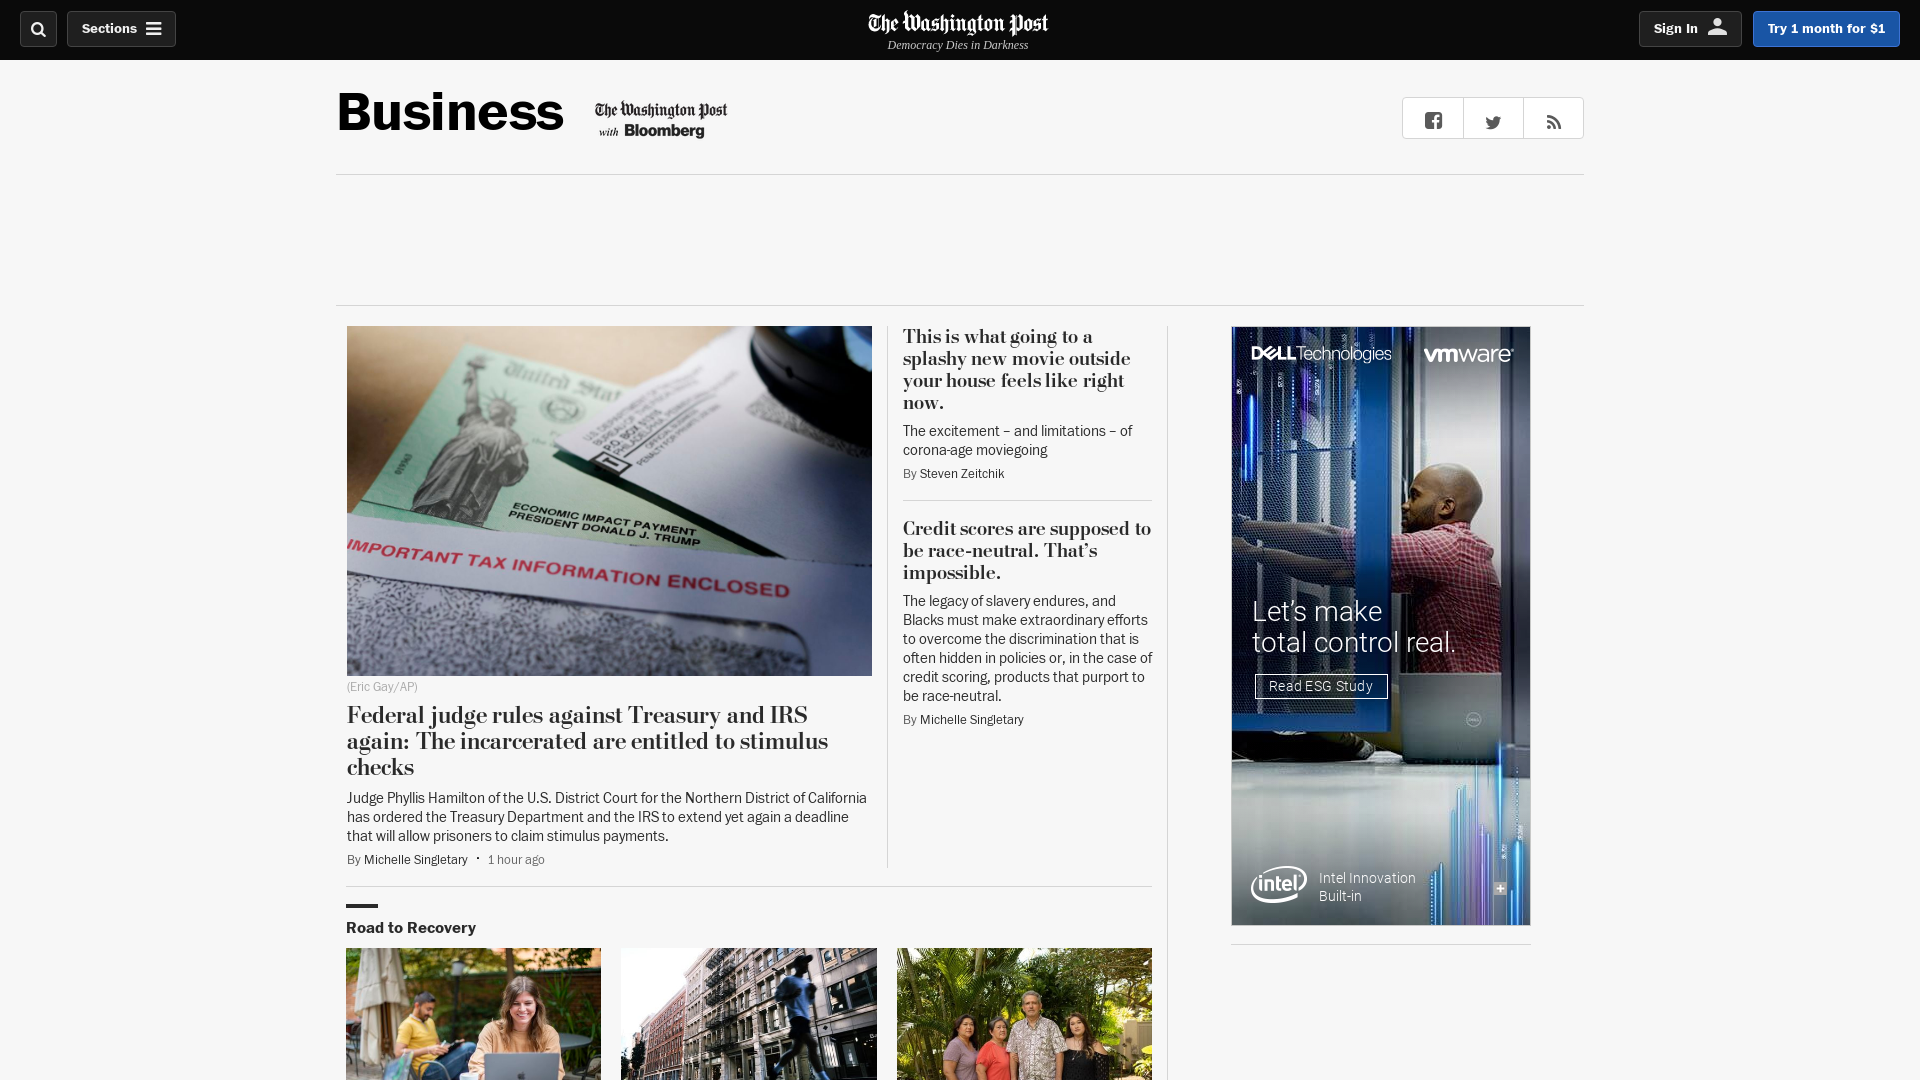 Sections
The Washington Post
Democracy Dies in Darkness
Sign In
Try 1 month for $1
Business
The Washington Post
with Bloomberg
United Stat
ECONOMIC IMPACT PAYMENT
PRESIDENT DONALD J. TRUMP
IMPORTANT TAX INFORMATION ENCLOSED
(Eric Gay/AP)
Federal judge rules against Treasury and IRS
again: The incarcerated are entitled to stimulus
checks
Judge Phyllis Hamilton of the U.S. District Court for the Northern District of California
has ordered the Treasury Department and the IRS to extend yet again a deadline
that will allow prisoners to claim stimulus payments.
By Michelle Singletary • 1 hour ago
This is what going to a
splashy new movie outside
your house feels like right
now.
The excitement – and limitations – of
corona-age moviegoing
By Steven Zeitchik
Credit scores are supposed to
be race-neutral. That’s
impossible.
The legacy of slavery endures, and
Blacks must make extraordinary efforts
to overcome the discrimination that is
often hidden in policies or, in the case of
credit scoring, products that purport to
be race-neutral.
By Michelle Singletary
DELL Technologies
vmware®
Let’s make
total control real.
Read ESG Study
intel
Intel Innovation
Built-in
Road to Recovery